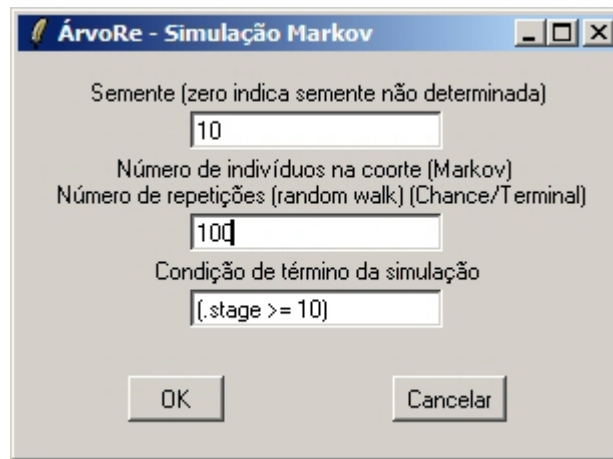 ÁrvoRe - Simulação Markov
Semente (zero indica semente não determinada)
10
Número de indivíduos na coorte (Markov)
Número de repetições (random walk) (Chance/Terminal)
100
Condição de término da simulação
(.stage >= 10)
OK Cancelar